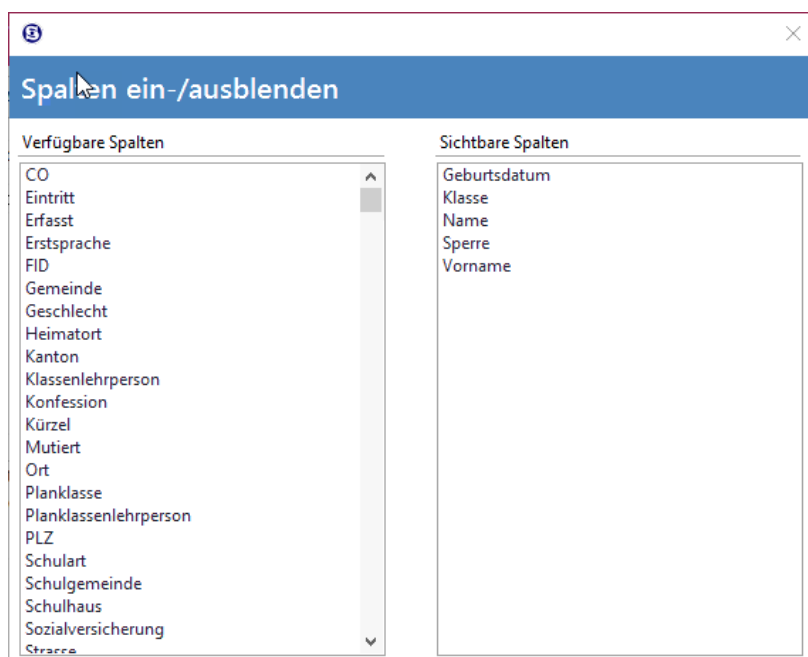 Spalten ein-/ausblenden
Verfügbare Spalten
CO
Eintritt
Erfasst
Erstsprache
FID
Gemeinde
Geschlecht
Heimatort
Kanton
Klassenlehrperson
Konfession
Kürzel
Mutiert
Ort
Planklasse
Planklassenlehrperson
PLZ
Schulart
Schulgemeinde
Schulhaus
Sozialversicherung
Strasse
Sichtbare Spalten
Geburtsdatum
Klasse
Name
Sperre
Vorname